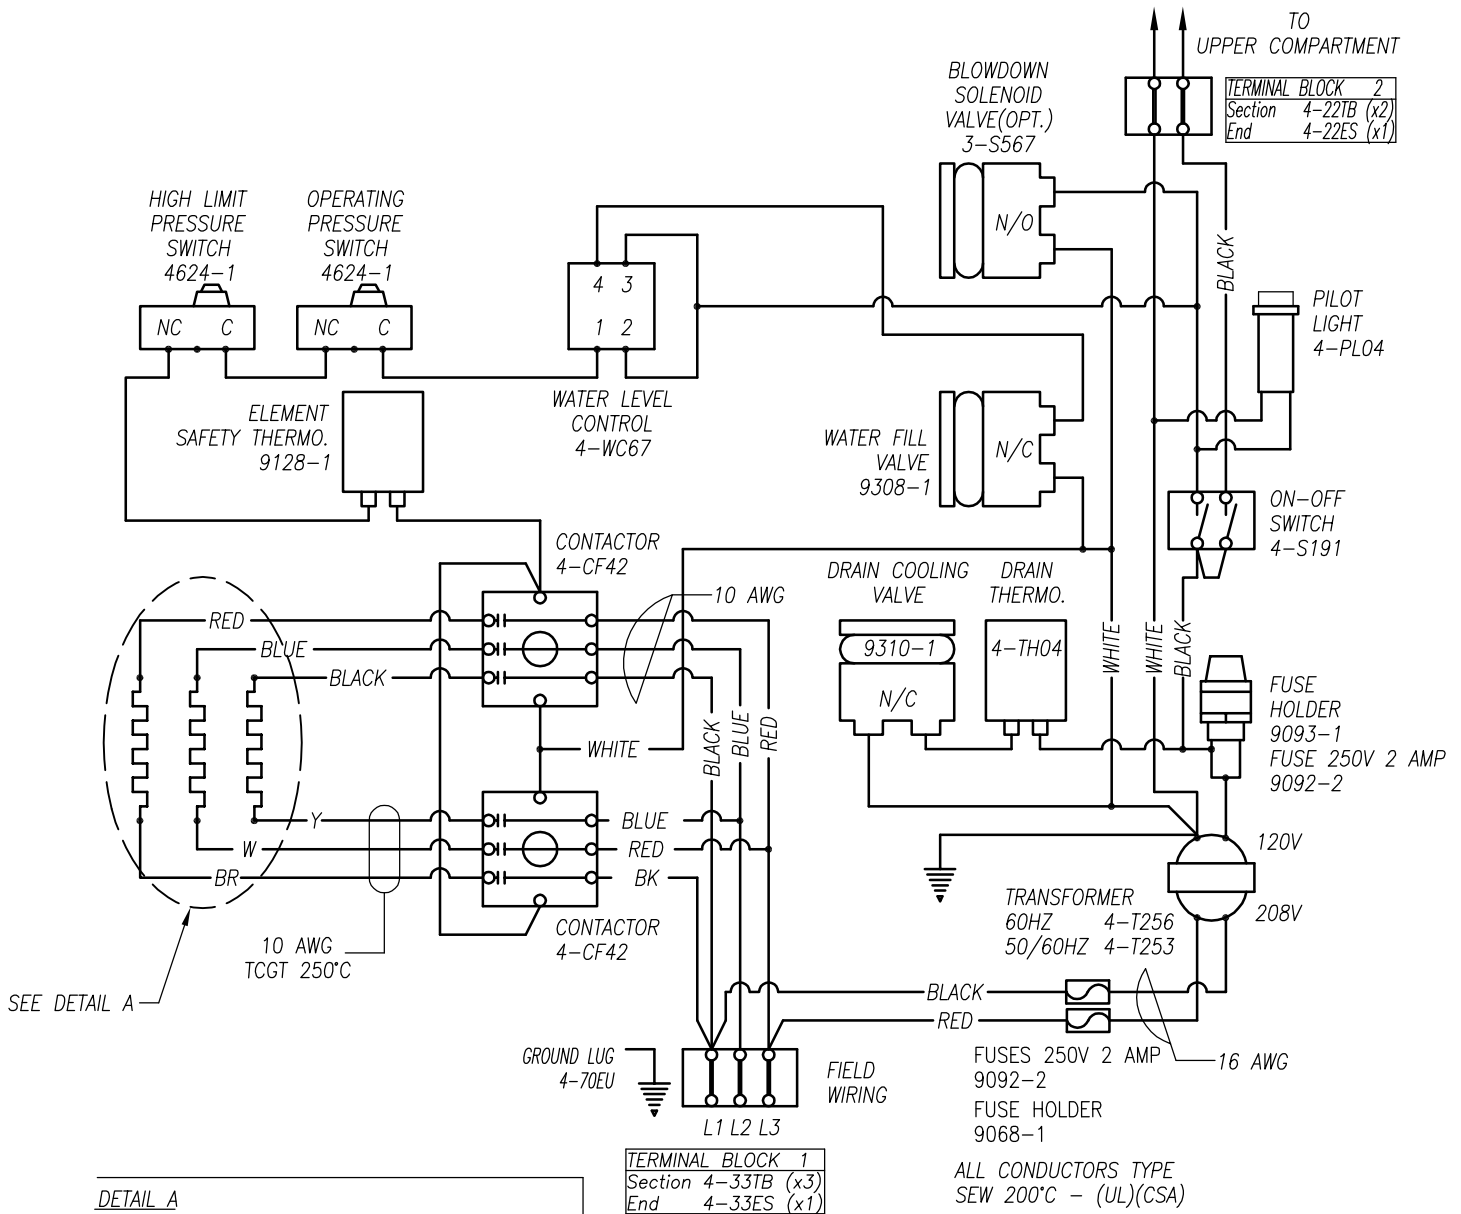 TO
UPPER COMPARTMENT
TERMINAL BLOCK 2
Section 4-22TB (x2)
End 4-22ES (x1)
BLOWDOWN
SOLENOID
VALVE(OPT.)
3-S567
N/O
HIGH LIMIT
PRESSURE
SWITCH
4624-1
NC C
OPERATING
PRESSURE
SWITCH
4624-1
NC C
4 3
1 2
WATER LEVEL
CONTROL
4-WC67
BLACK
PILOT
LIGHT
4-PL04
ELEMENT
SAFETY THERMO.
9128-1
WATER FILL
VALVE
9308-1
N/C
ON-OFF
SWITCH
4-S191
CONTACTOR
4-CF42
10 AWG
DRAIN COOLING
VALVE
9310-1
N/C
DRAIN
THERMO.
4-TH04
WHITE
WHITE
BLACK
RED
BLUE
BLACK
FUSE
HOLDER
9093-1
FUSE 250V 2 AMP
9092-2
WHITE
BLACK
BLUE
RED
Y
W
BR
BLUE
RED
BK
120V
208V
TRANSFORMER
60HZ 4-T256
50/60HZ 4-T253
CONTACTOR
4-CF42
10 AWG
TCGT 250°C
SEE DETAIL A
BLACK
RED
16 AWG
FUSES 250V 2 AMP
9092-2
FUSE HOLDER
9068-1
GROUND LUG
4-70EU
FIELD
WIRING
L1 L2 L3
TERMINAL BLOCK 1
Section 4-33TB (x3)
End 4-33ES (x1)
ALL CONDUCTORS TYPE
SEW 200°C - (UL)(CSA)
DETAIL A